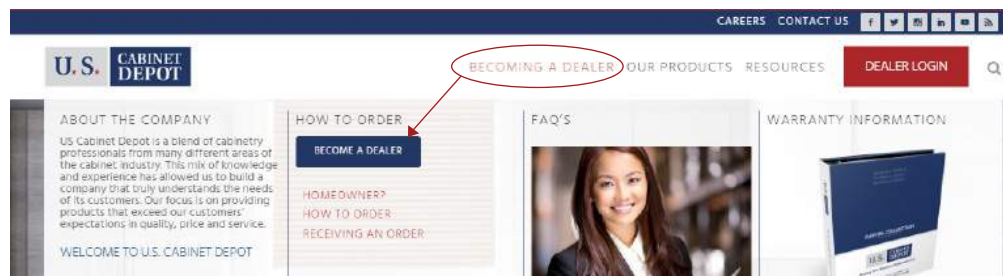 CAREERS CONTACT US
U.S. CABINET DEPOT
BECOMING A DEALER OUR PRODUCTS RESOURCES DEALER LOGIN
ABOUT THE COMPANY
US Cabinet Depot is a blend of cabinetry
professionals from many different areas of
the cabinet industry. This mix of knowledge
and experience has allowed us to build a
company that truly understands the needs
of its customers. Our focus is on providing
products that exceed our customers'
expectations in quality, price and service.
WELCOME TO U.S. CABINET DEPOT
HOW TO ORDER
BECOME A DEALER
HOMEOWNER?
HOW TO ORDER
RECEIVING AN ORDER
FAQ'S
WARRANTY INFORMATION
U.S.